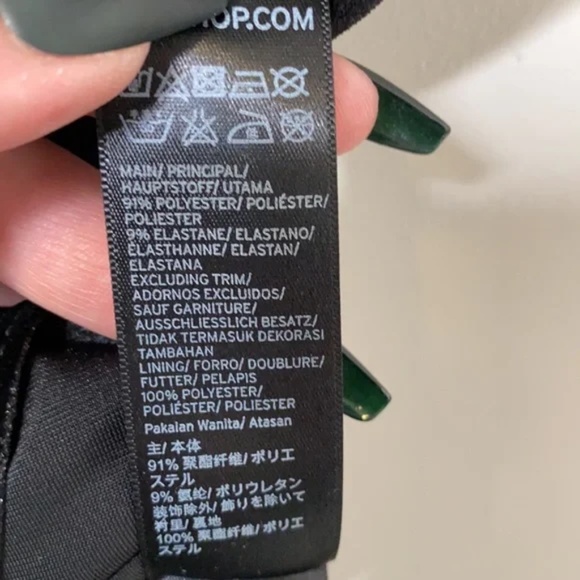 HOP.COM
MAIN/ PRINCIPAL/
HAUPTSTOFF/ UTAMA
91% POLYESTER/ POLIÉSTER/
POLIESTER
9% ELASTANE/ ELASTANO/
ÉLASTHANNE/ ELASTAN/
ELASTANA
EXCLUDING TRIM/
ADORNOS EXCLUIDOS/
SAUF GARNITURE/
AUSSCHLIESSLICH BESATZ/
TIDAK TERMASUK DEKORASI
TAMBAHAN
LINING/ FORRO/ DOUBLURE/
FUTTER/ PELAPIS
100% POLYESTER/
POLIÉSTER/ POLIESTER
Pakaian Wanita/ Atasan
主/ 本体
91% 聚酯纤维/ ポリエ
ステル
9% 氨纶/ ポリウレタン
装饰除外/ 飾りを除いて
衬里/ 裏地
100% 聚酯纤维/ ポリエ
ステル